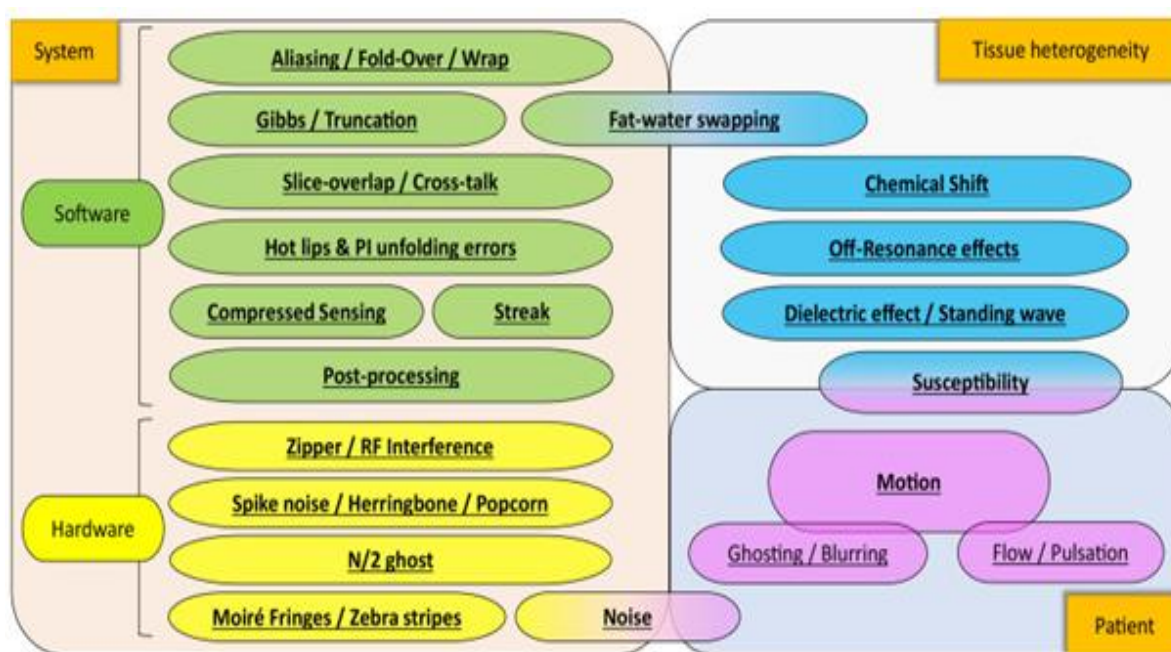 System
Tissue heterogeneity
Aliasing / Fold-Over / Wrap
Gibbs / Truncation
Fat-water swapping
Slice-overlap / Cross-talk
Chemical Shift
Software
Hot lips & PI unfolding errors
Off-Resonance effects
Compressed Sensing
Streak
Dielectric effect / Standing wave
Post-processing
Susceptibility
Zipper / RF Interference
Motion
Spike noise / Herringbone / Popcorn
Hardware
N/2 ghost
Ghosting / Blurring
Flow / Pulsation
Moiré Fringes / Zebra stripes
Noise
Patient